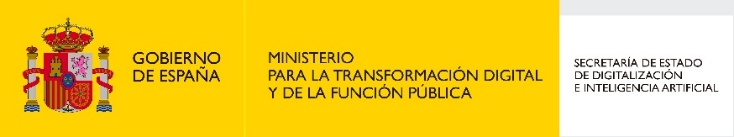 GOBIERNO
DE ESPAÑA
MINISTERIO
PARA LA TRANSFORMACIÓN DIGITAL
Y DE LA FUNCIÓN PÚBLICA
SECRETARÍA DE ESTADO
DE DIGITALIZACIÓN
E INTELIGENCIA ARTIFICIAL